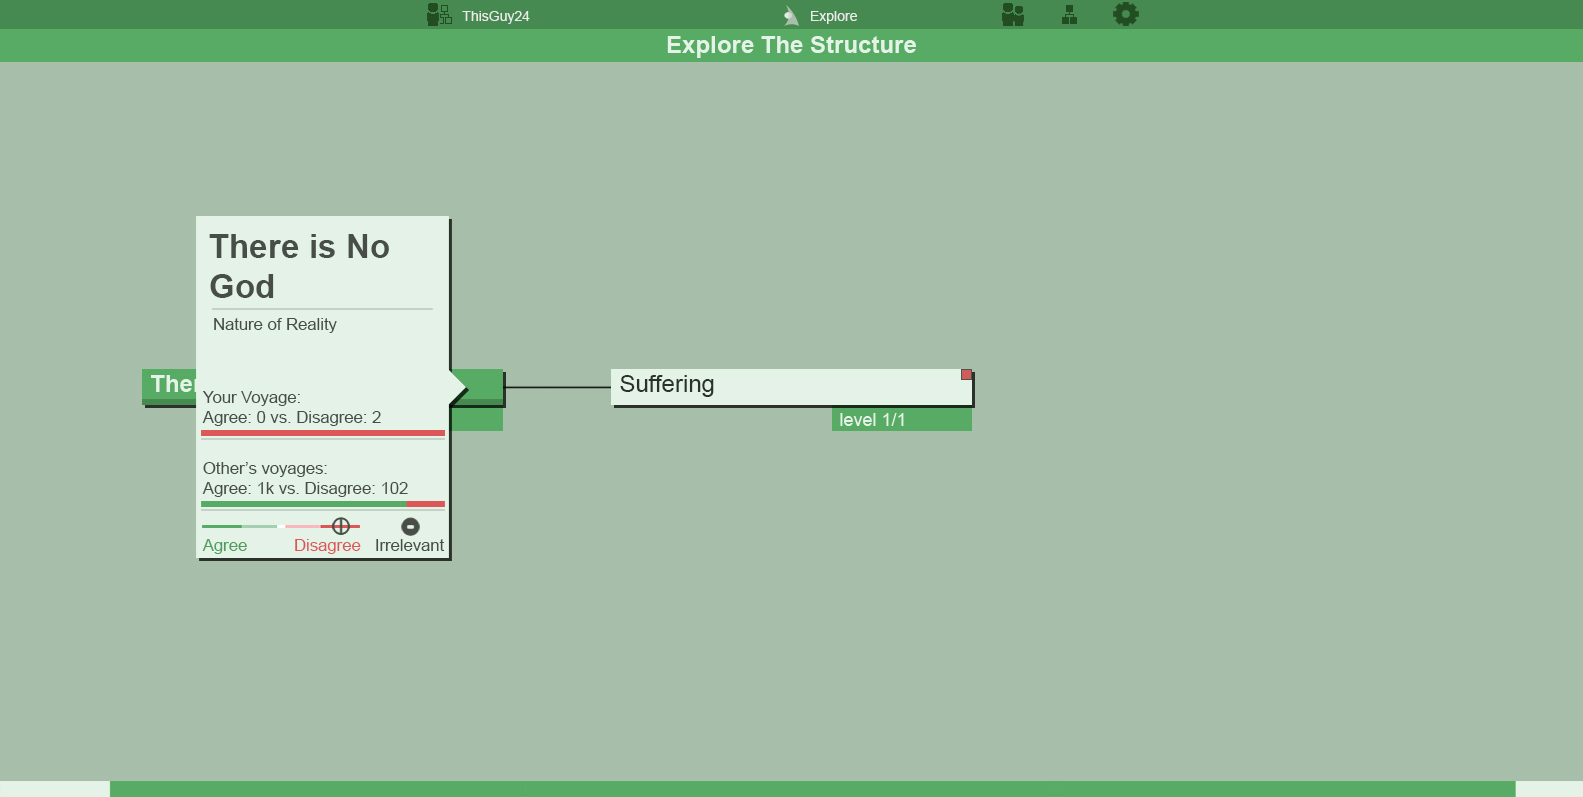 ThisGuy24
Explore
Explore The Structure
There is No
God
Nature of Reality
Suffering
Your Voyage:
Agree: 0 vs. Disagree: 2
level 1/1
Other’s voyages:
Agree: 1k vs. Disagree: 102
Agree
Disagree
Irrelevant